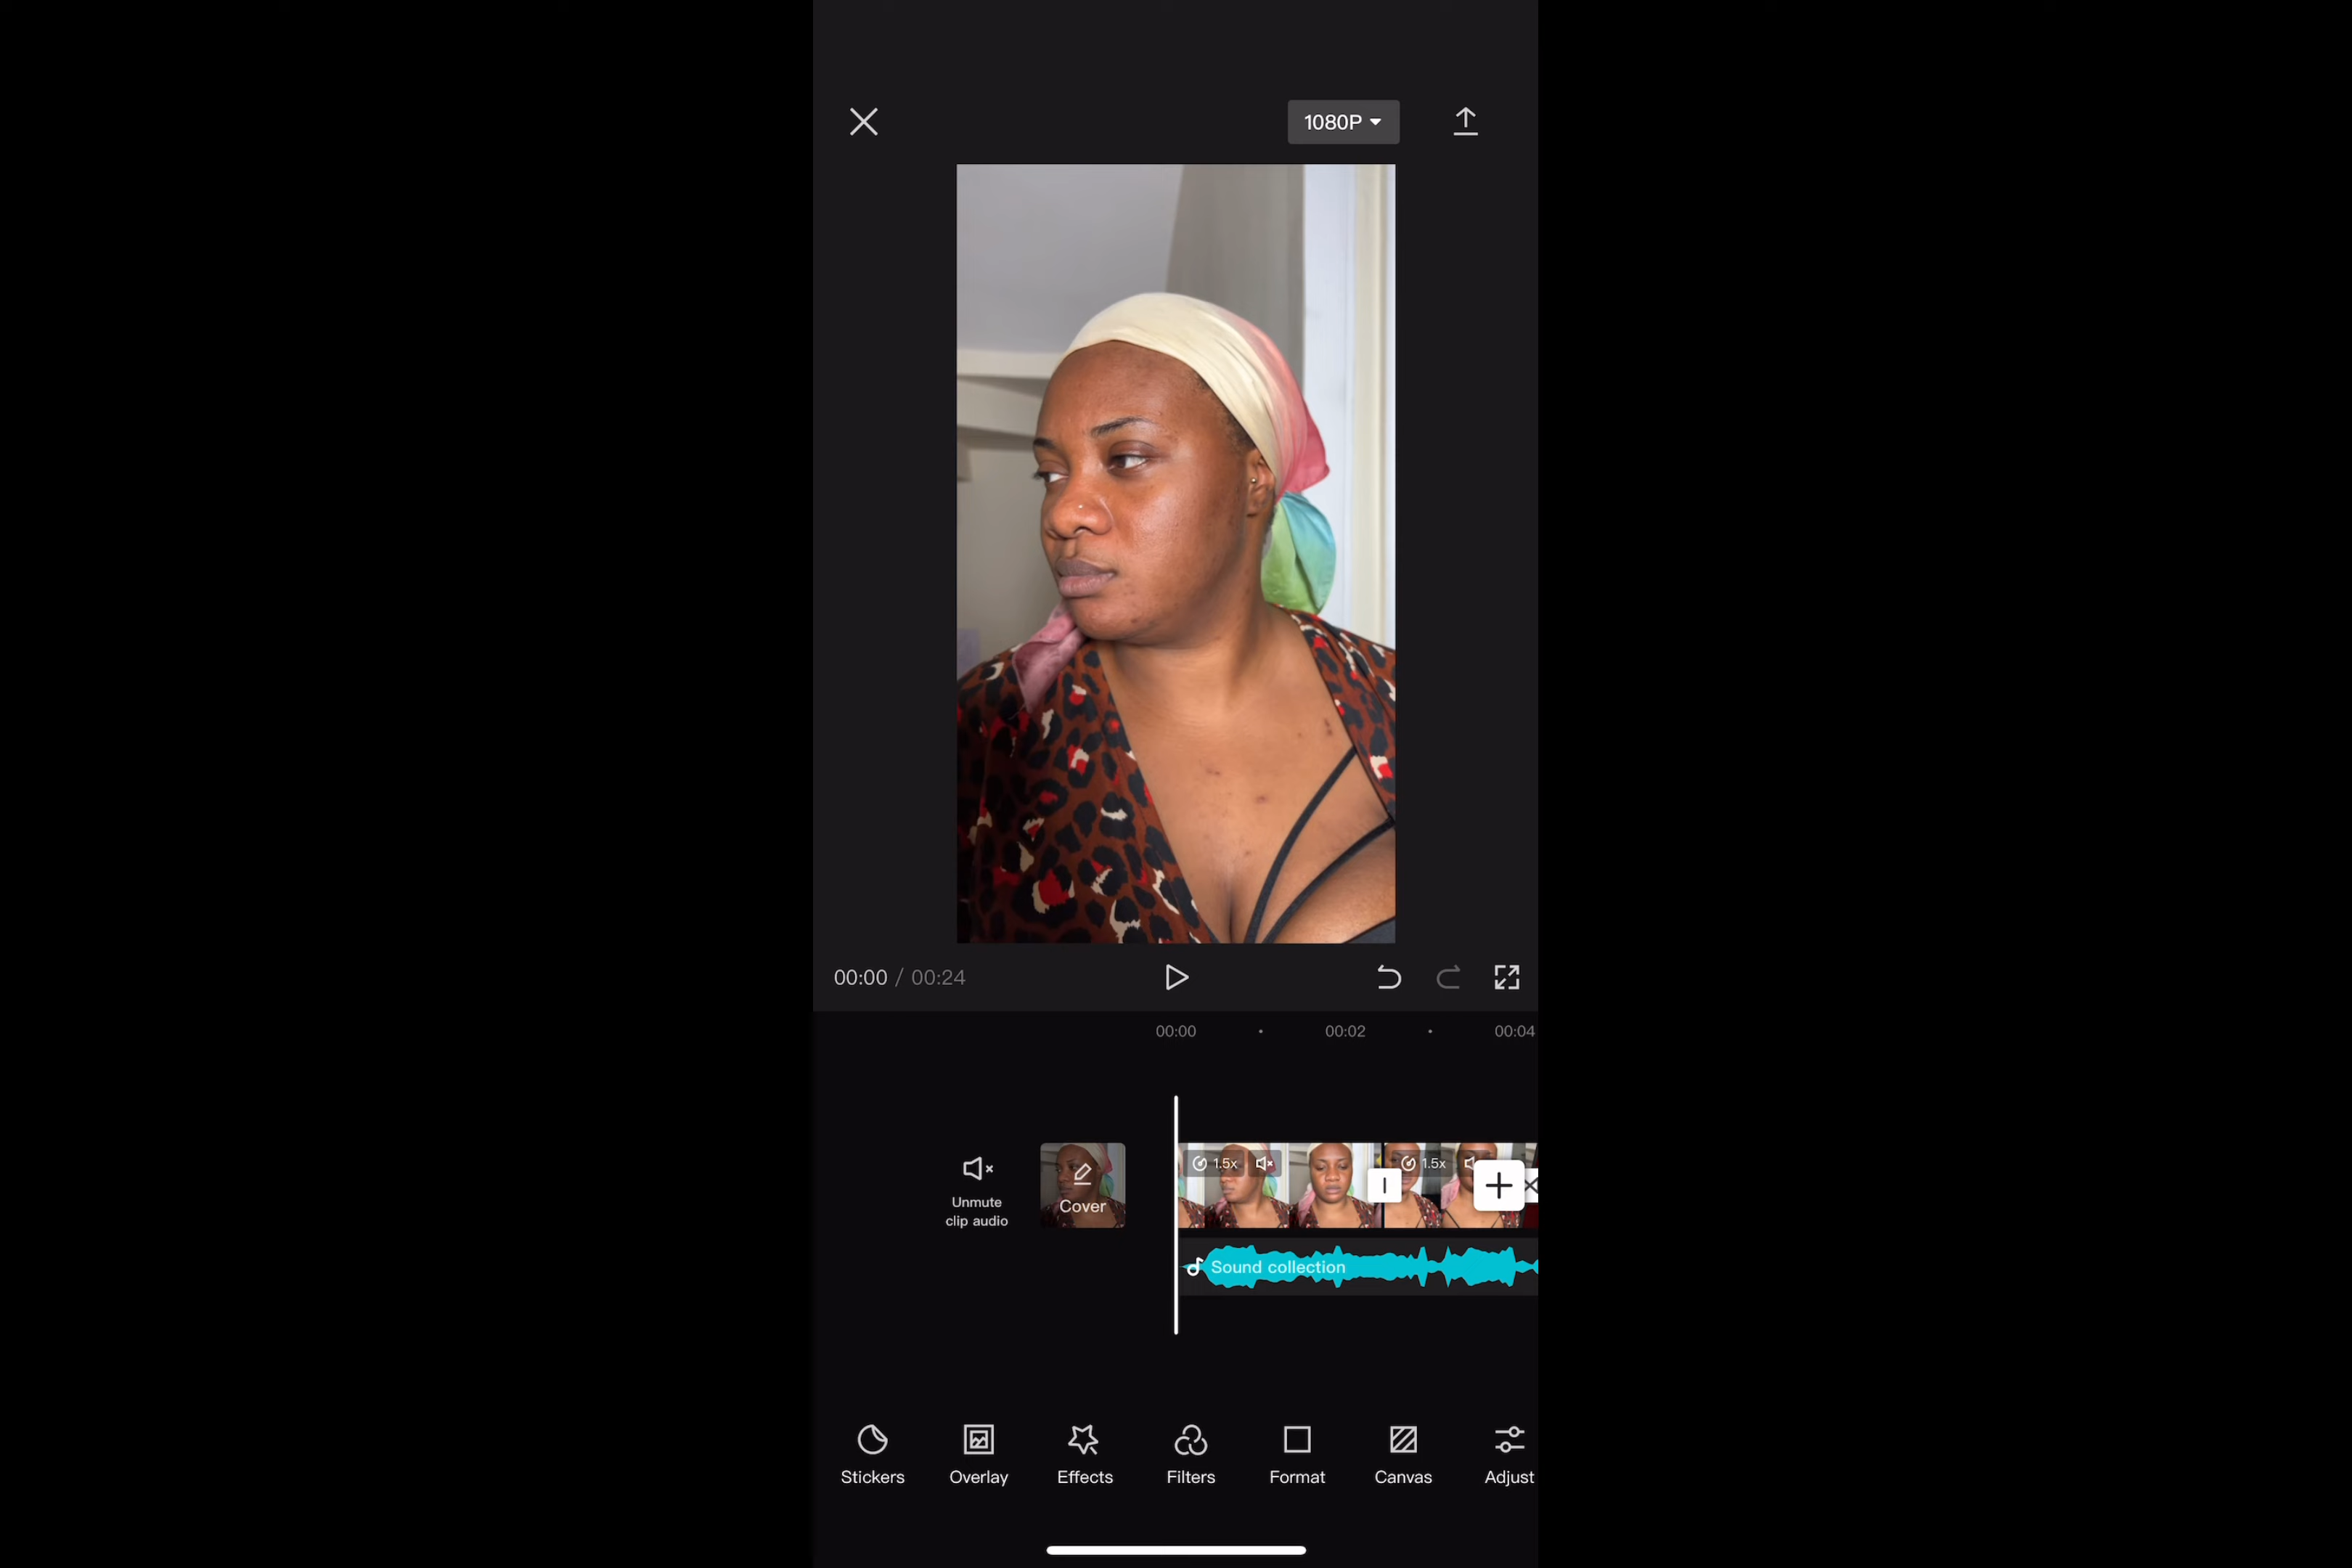 1080P
00:00 / 00:24
00:00 00:02 00:04
1.5x 1.5x
Unmute
clip audio
Cover
Sound collection
Stickers Overlay Effects Filters Format Canvas Adjust